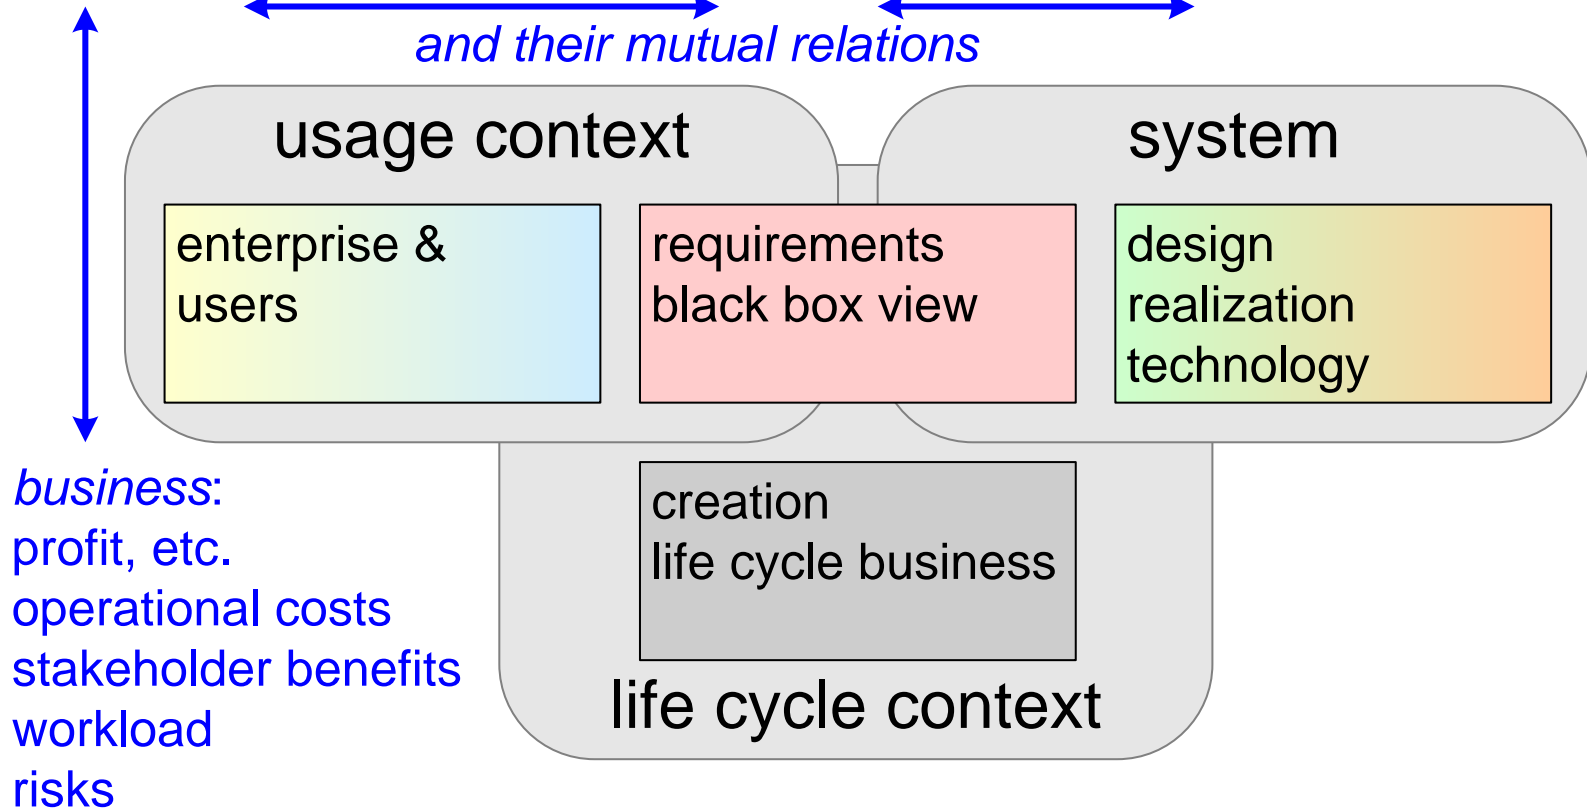 and their mutual relations
usage context
system
enterprise &
users
requirements
black box view
design
realization
technology
business:
profit, etc.
operational costs
stakeholder benefits
workload
risks
creation
life cycle business
life cycle context